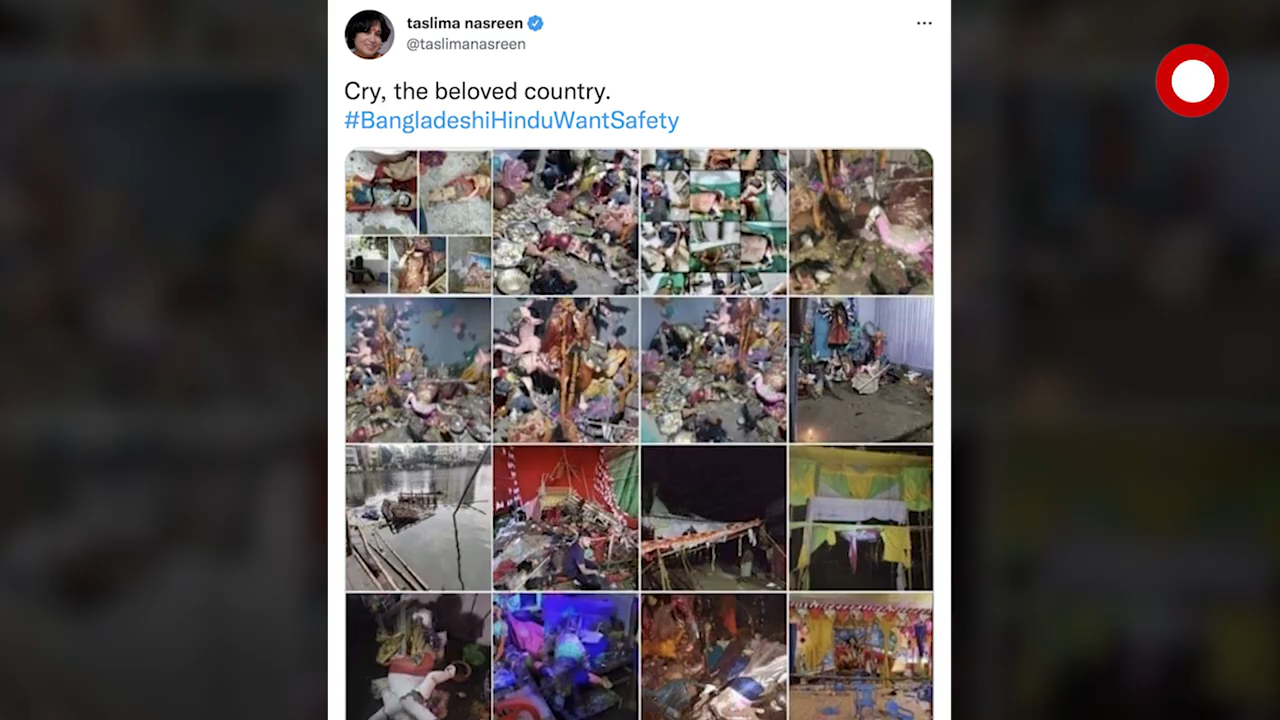 taslima nasreen
@taslimanasreen
Cry, the beloved country.
#BangladeshiHinduWantSafety